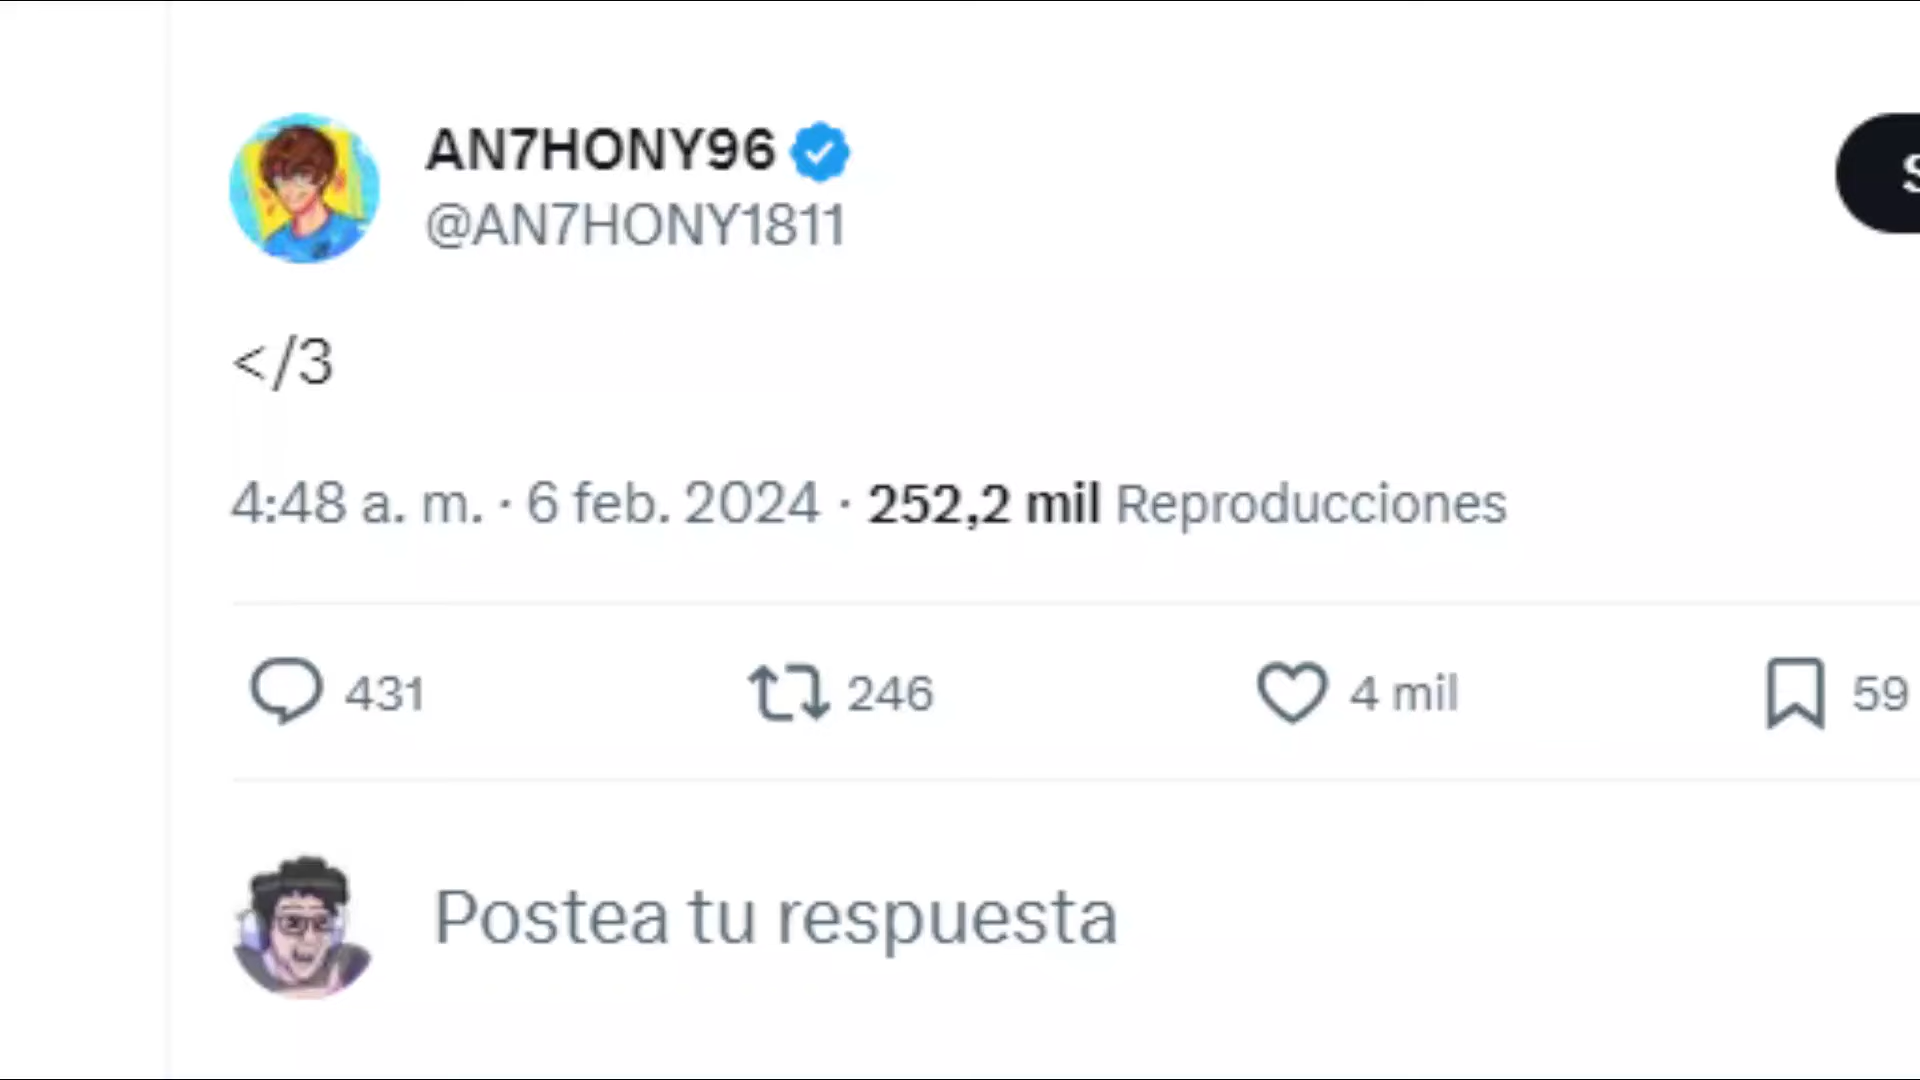 AN7HONY96
@AN7HONY1811
S
</3
4:48 a. m. · 6 feb. 2024 · 252,2 mil Reproducciones
431 246 4 mil 59
Postea tu respuesta